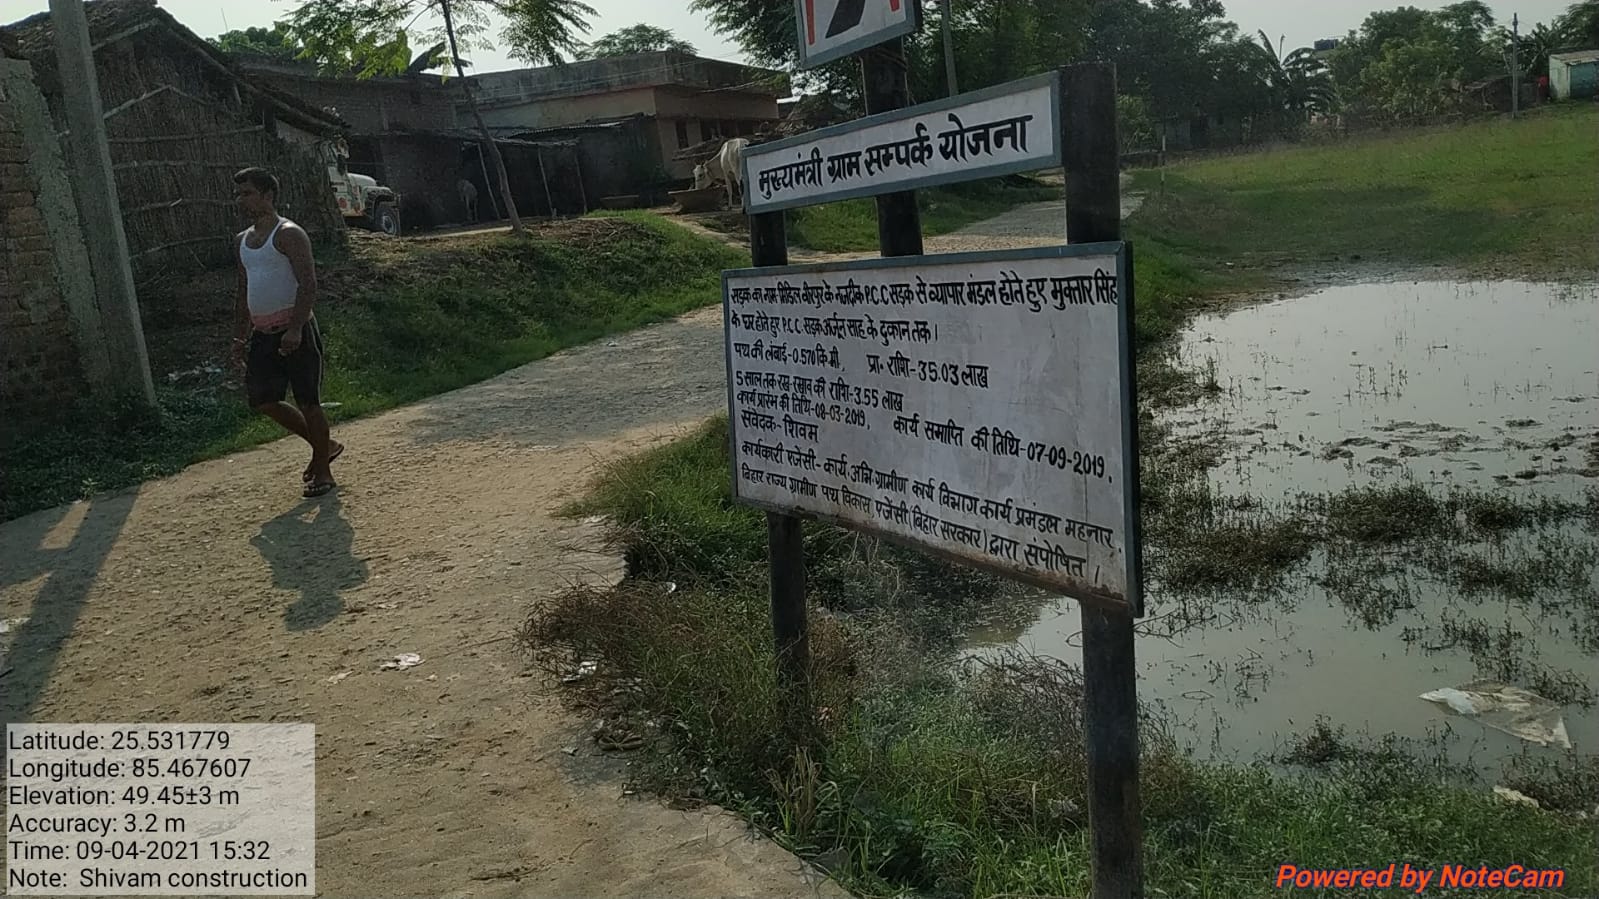 मुख्यमंत्री ग्राम सम्पर्क योजना
सड़क का नाम-मिडिल बीरपुर के नजदीक P.C.C सड़क से व्यापार मंडल होते हुए मुक्तार सिंह
के घर होते हुए P.C.C. सड़क अर्जून साह के दुकान तक।
पथ की लंबाई-0.570 कि.मी. प्रा. राशि-35.03 लाख
5 साल तक रख-रखाव की राशि-3.55 लाख
कार्य प्रारंभ की तिथि-08-03-2019. कार्य समाप्ति की तिथि-07-09-2019.
संवेदक-शिवम
कार्यकारी एजेंसी-कार्य.अभि.ग्रामीण कार्य विभाग कार्य प्रमंडल महनार.
बिहार राज्य ग्रामीण पथ विकास एजेंसी (बिहार सरकार) द्वारा संपोषित।
Latitude: 25.531779
Longitude: 85.467607
Elevation: 49.45±3 m
Accuracy: 3.2 m
Time: 09-04-2021 15:32
Note: Shivam construction
Powered by NoteCam